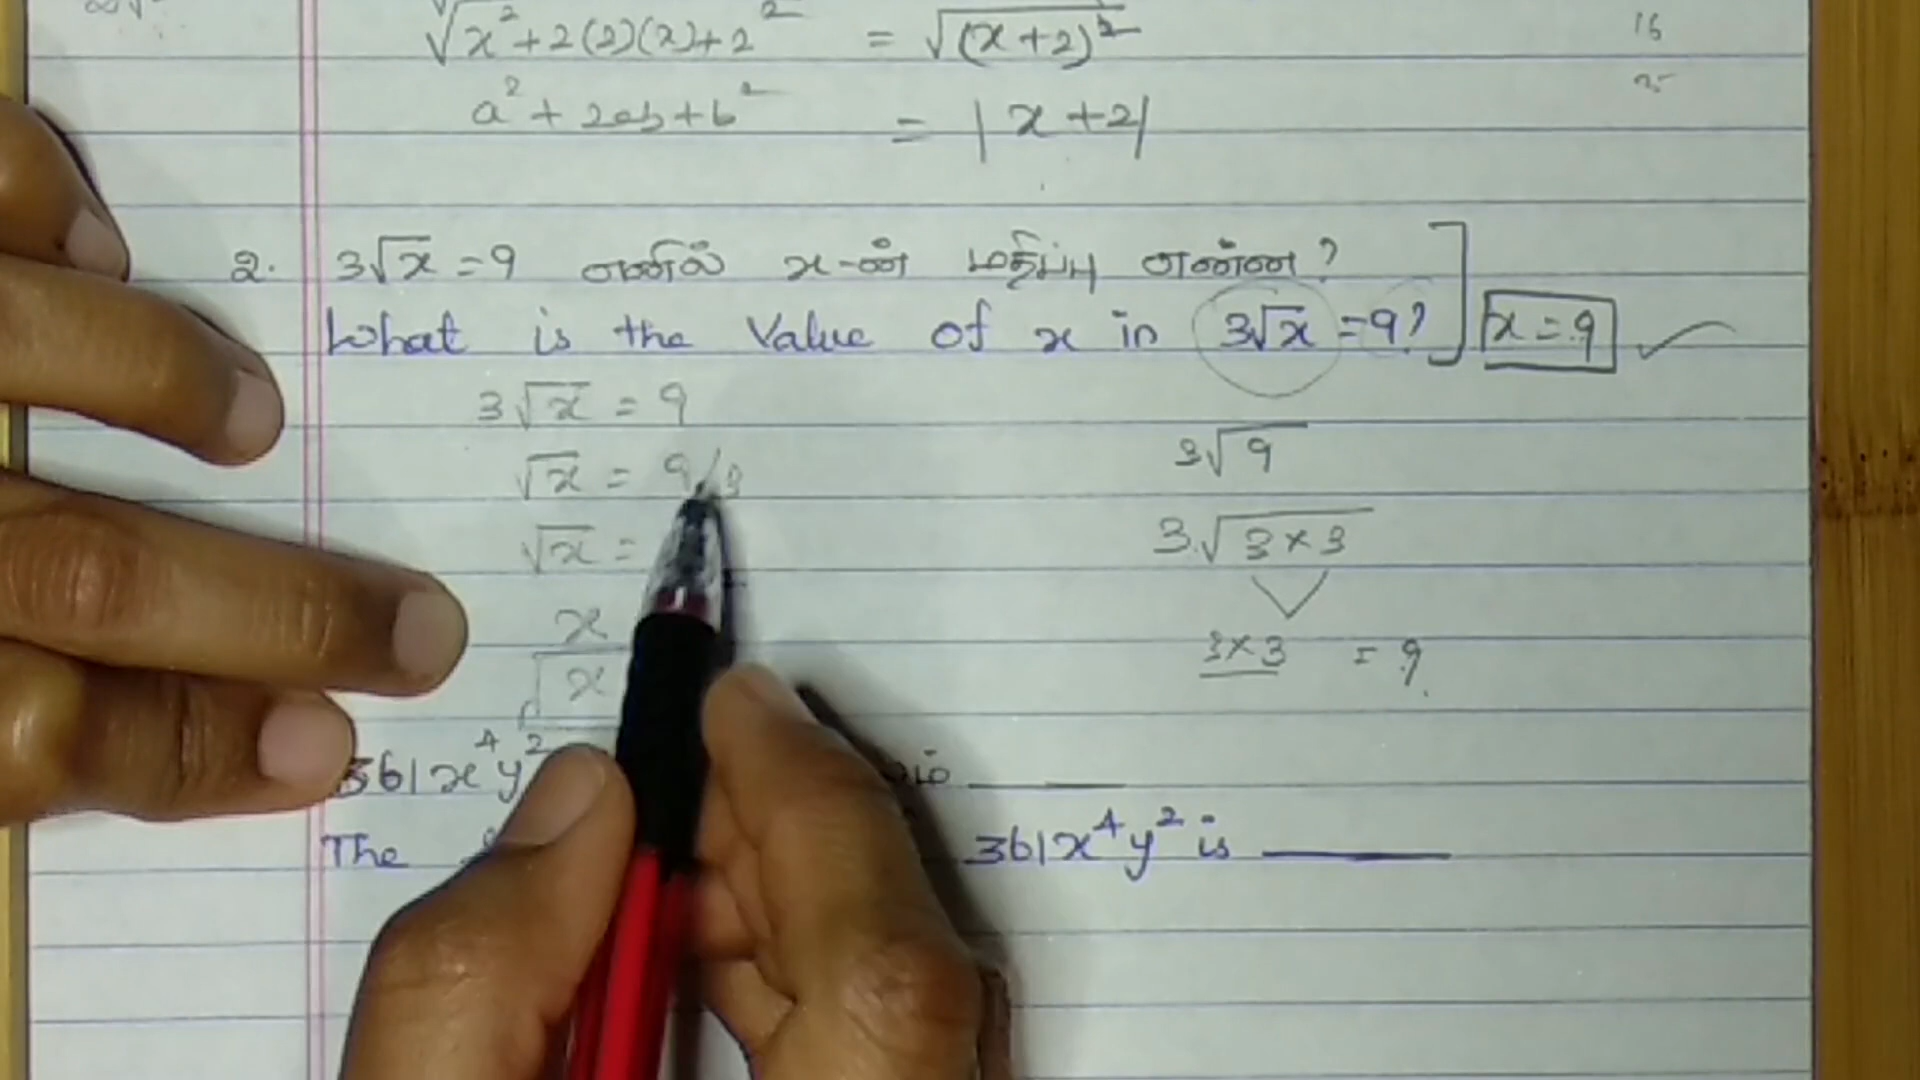 √x²+2(2)(x)+2² = √(x+2)²
16
a²+2ab+b² = |x+2|
25
2. 3√x=9 எனில் x-ன் மதிப்பு என்ன?
What is the Value of x in 3√x=9? x=9
3√x = 9
√x = 9/3
3√9
√x =
3√3×3
x
3×3 = 9
x
361x⁴y²
The 361x⁴y² is